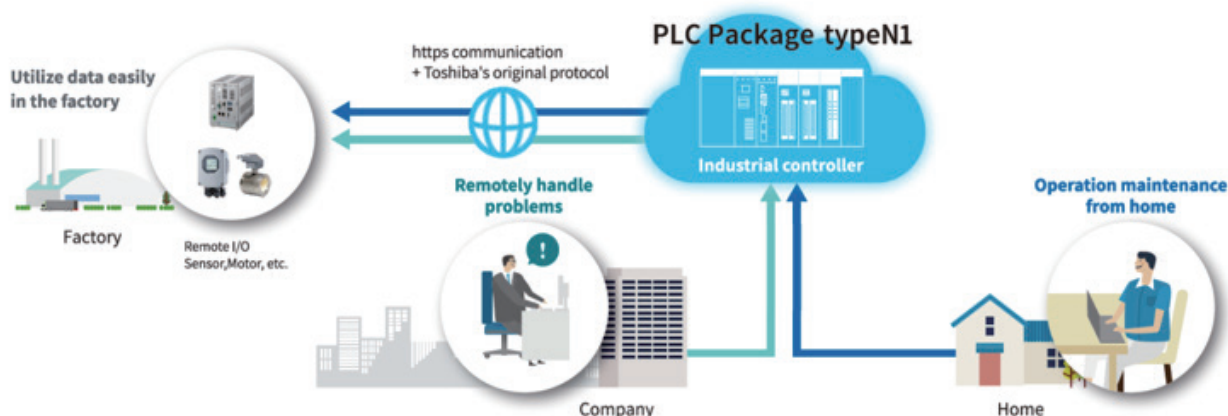 PLC Package typeN1
https communication
+ Toshiba's original protocol
Utilize data easily
in the factory
Industrial controller
Remotely handle
problems
Operation maintenance
from home
Factory
Remote I/O
Sensor,Motor, etc.
Company
Home